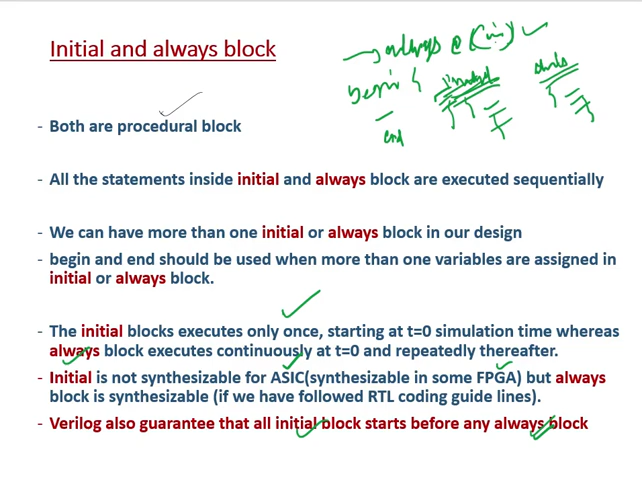 Initial and always block
always @ (
begin
end
- Both are procedural block
- All the statements inside initial and always block are executed sequentially
- We can have more than one initial or always block in our design
- begin and end should be used when more than one variables are assigned in
initial or always block.
- The initial blocks executes only once, starting at t=0 simulation time whereas
always block executes continuously at t=0 and repeatedly thereafter.
- Initial is not synthesizable for ASIC(synthesizable in some FPGA) but always
block is synthesizable (if we have followed RTL coding guide lines).
- Verilog also guarantee that all initial block starts before any always block